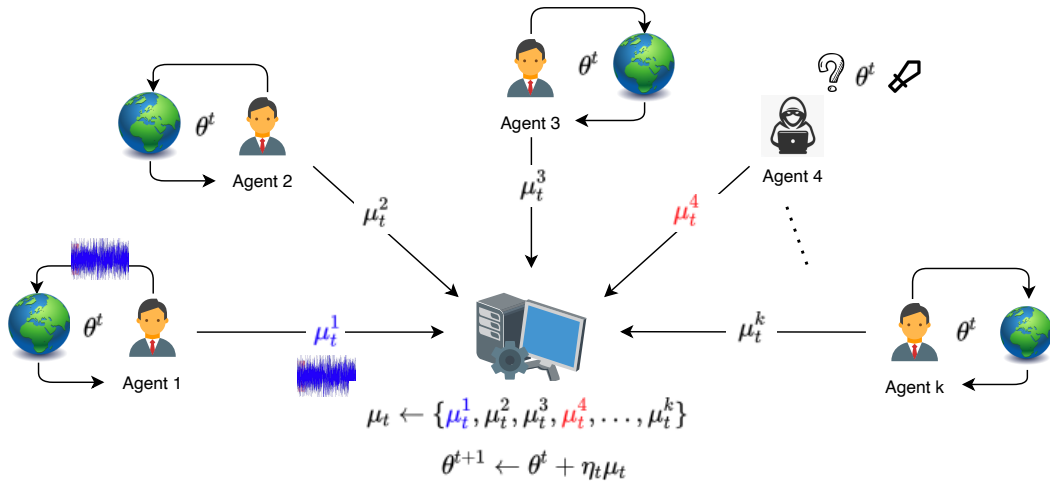 θ^t
Agent 3
θ^t
Agent 2
? θ^t
Agent 4
μ_t^3
μ_t^2
μ_t^4
θ^t
Agent 1
μ_t^1
μ_t^k
θ^t
Agent k
μ_t ← {μ_t^1, μ_t^2, μ_t^3, μ_t^4, . . . , μ_t^k}
θ^{t+1} ← θ^t + η_t μ_t